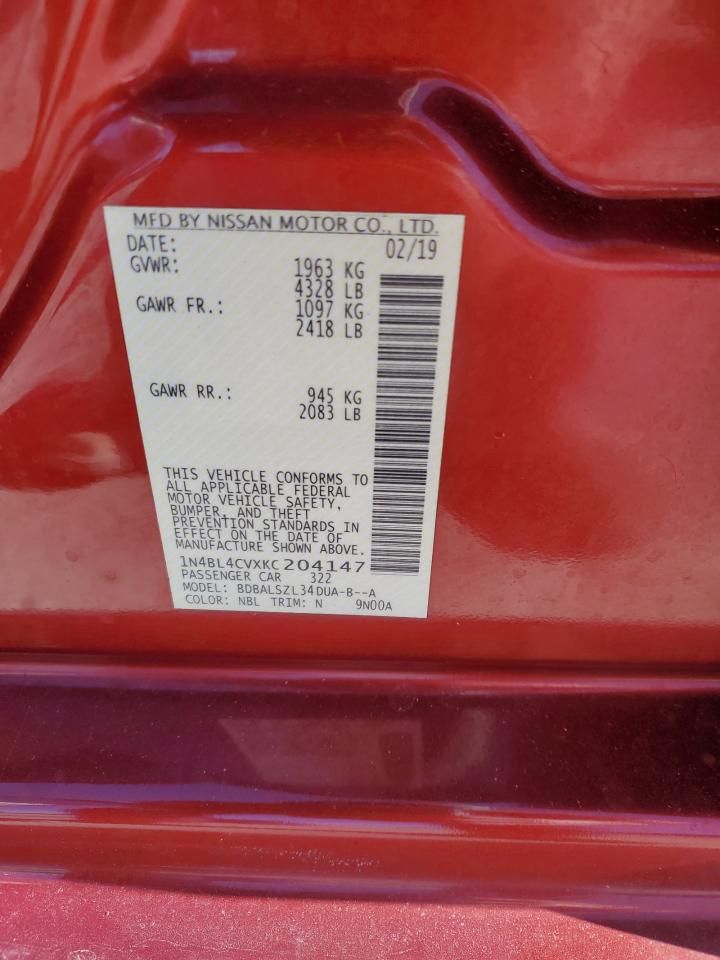 MFD BY NISSAN MOTOR CO., LTD.
DATE: 02/19
GVWR: 1963 KG
4328 LB
GAWR FR.: 1097 KG
2418 LB
GAWR RR.: 945 KG
2083 LB
THIS VEHICLE CONFORMS TO
ALL APPLICABLE FEDERAL
MOTOR VEHICLE SAFETY,
BUMPER, AND THEFT
PREVENTION STANDARDS IN
EFFECT ON THE DATE OF
MANUFACTURE SHOWN ABOVE.
1N4BL4CVXKC204147
PASSENGER CAR 322
MODEL: BDBALSZL34DUA-B--A
COLOR: NBL TRIM: N 9N00A